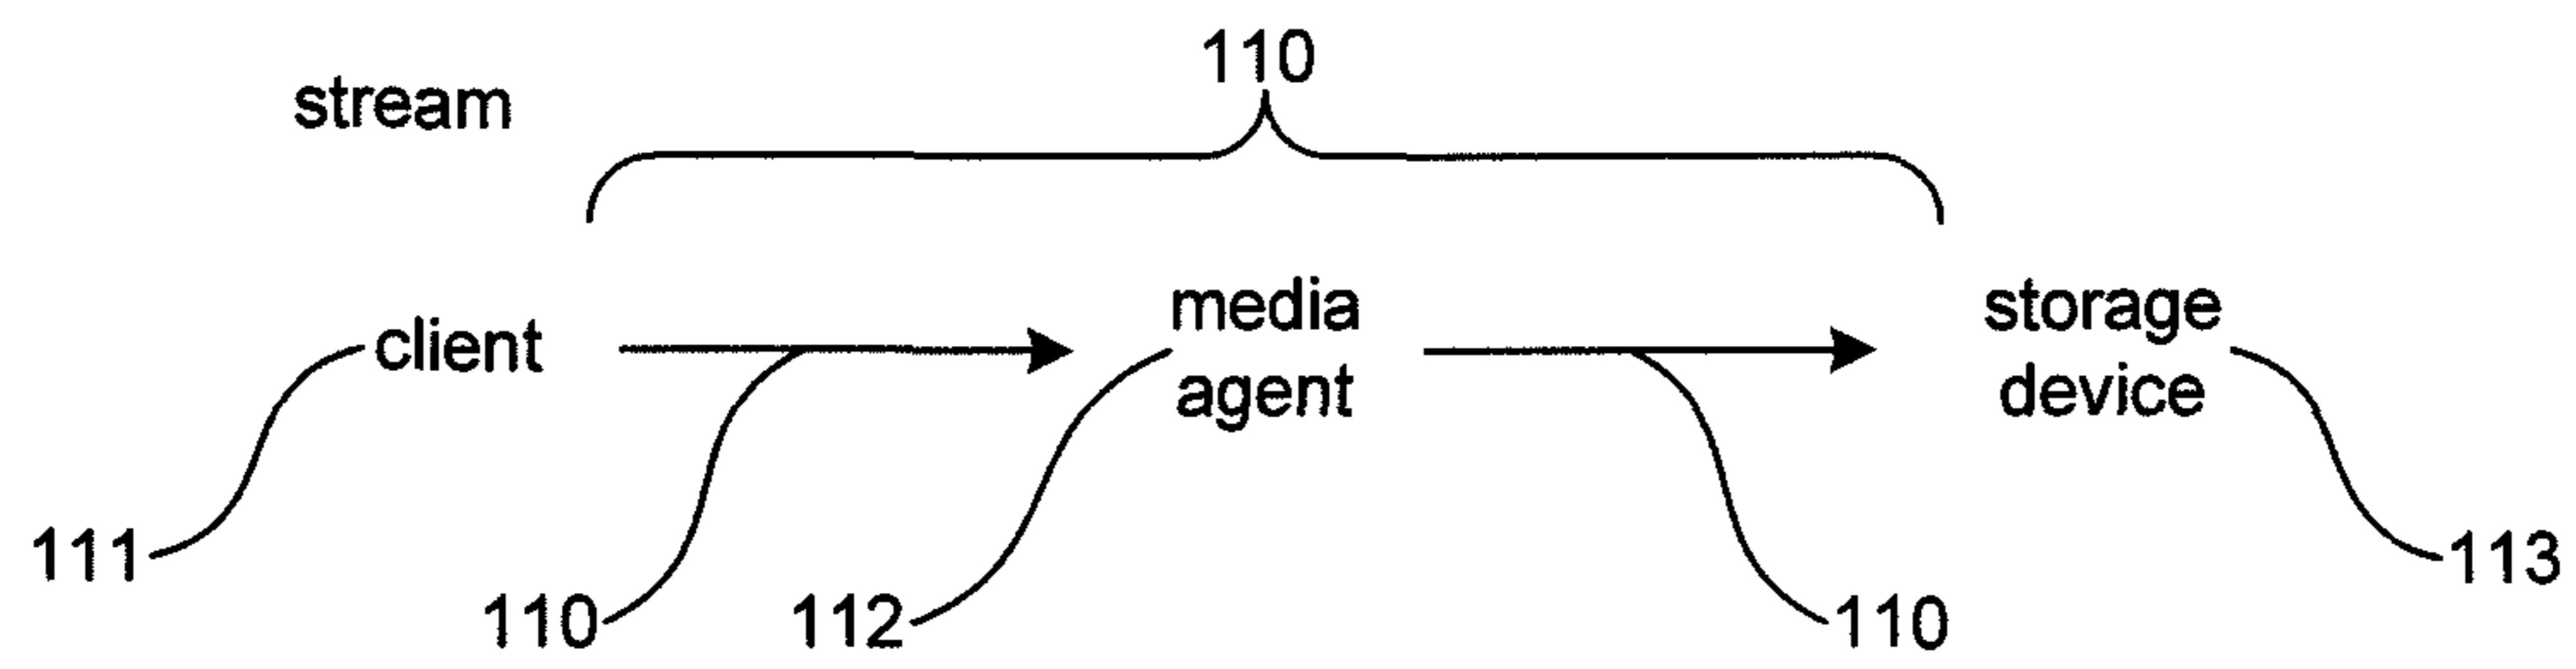 110
stream
client
media
agent
storage
device
111
110
112
110
113